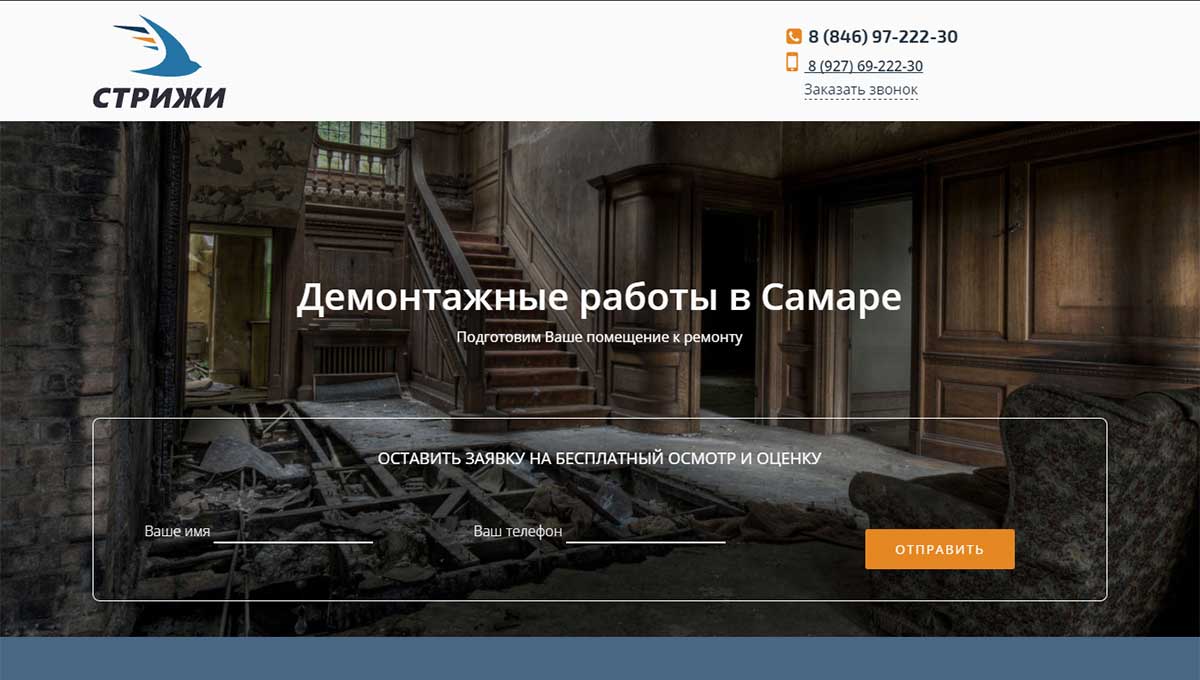 СТРИЖИ
8 (846) 97-222-30
8 (927) 69-222-30
Заказать звонок
Демонтажные работы в Самаре
Подготовим Ваше помещение к ремонту
ОСТАВИТЬ ЗАЯВКУ НА БЕСПЛАТНЫЙ ОСМОТР И ОЦЕНКУ
Ваше имя
Ваш телефон
ОТПРАВИТЬ